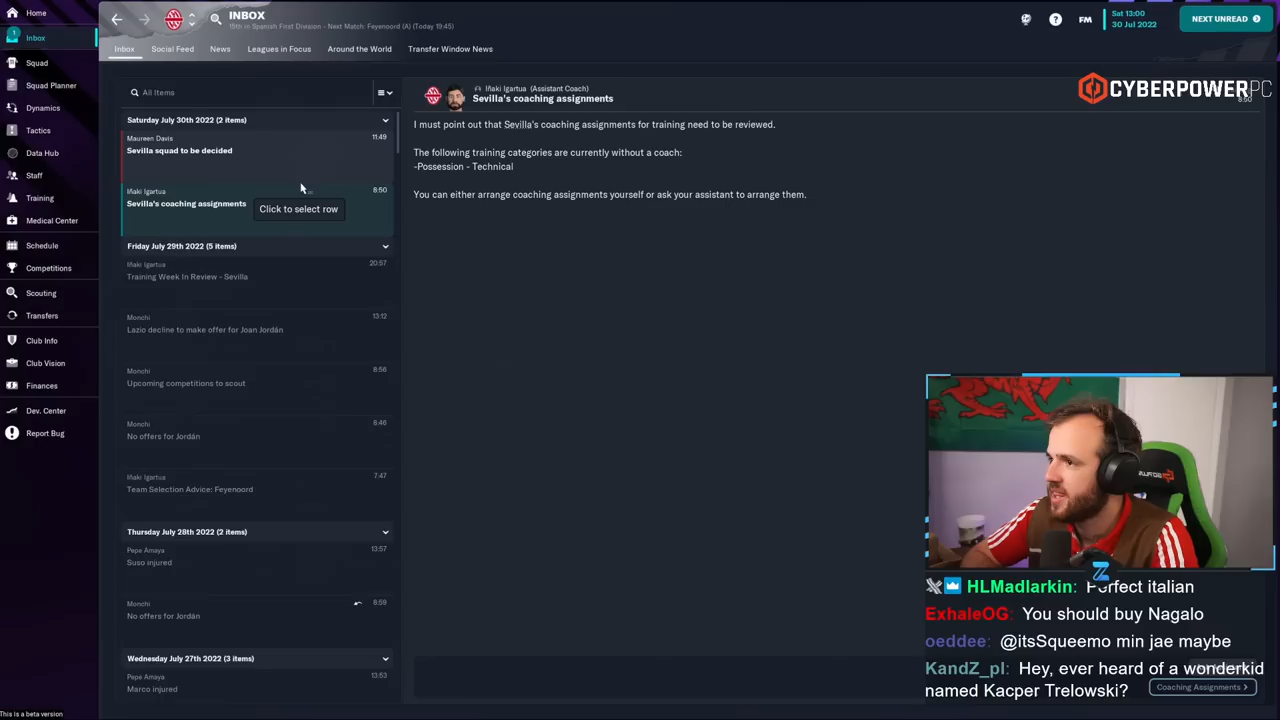 Home
1
Inbox
Squad
Squad Planner
Dynamics
Tactics
Data Hub
Staff
Training
Medical Center
Schedule
Competitions
Scouting
Transfers
Club Info
Club Vision
Finances
Dev. Center
Report Bug
This is a beta version
INBOX
15th in Spanish First Division - Next Match: Feyenoord (A) (Today 19:45)
FM
Sat 13:00
30 Jul 2022
NEXT UNREAD
Inbox
Social Feed
News
Leagues in Focus
Around the World
Transfer Window News
All Items
Saturday July 30th 2022 (2 items)
Maureen Davis
11:49
Sevilla squad to be decided
Iñaki Igartua
8:50
Sevilla's coaching assignments
Click to select row
Friday July 29th 2022 (5 items)
Iñaki Igartua
20:57
Training Week In Review - Sevilla
Monchi
13:12
Lazio decline to make offer for Joan Jordán
Monchi
8:56
Upcoming competitions to scout
Monchi
8:46
No offers for Jordán
Iñaki Igartua
7:47
Team Selection Advice: Feyenoord
Thursday July 28th 2022 (2 items)
Pepe Amaya
13:57
Suso injured
Monchi
8:59
No offers for Jordán
Wednesday July 27th 2022 (3 items)
Pepe Amaya
13:53
Marco injured
Iñaki Igartua (Assistant Coach)
Sevilla's coaching assignments
CYBERPOWERPC
8:50
I must point out that Sevilla's coaching assignments for training need to be reviewed.
The following training categories are currently without a coach:
-Possession - Technical
You can either arrange coaching assignments yourself or ask your assistant to arrange them.
HLMadlarkin: Perfect italian
ExhaleOG: You should buy Nagalo
oeddee: @itsSqueemo min jae maybe
KandZ_pl: Hey, ever heard of a wonderkid
named Kacper Trelowski?
Coaching Assignments